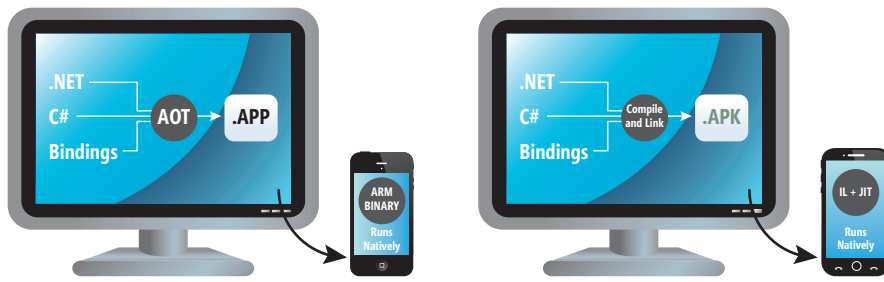 .NET
C#
Bindings
AOT
.APP
ARM
BINARY
Runs
Natively
.NET
C#
Bindings
Compile
and Link
.APK
IL + JIT
Runs
Natively